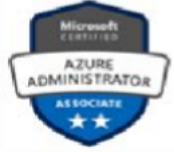 Microsoft
CERTIFIED
AZURE
ADMINISTRATOR
ASSOCIATE